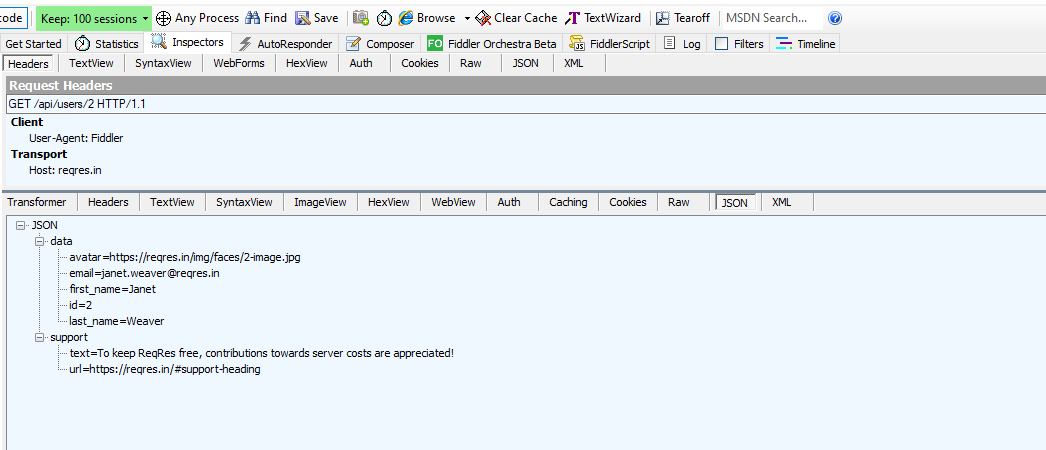 code Keep: 100 sessions Any Process Find Save Browse Clear Cache TextWizard Tearoff MSDN Search...
Get Started Statistics Inspectors AutoResponder Composer FO Fiddler Orchestra Beta FiddlerScript Log Filters Timeline
Headers TextView SyntaxView WebForms HexView Auth Cookies Raw JSON XML
Request Headers
GET /api/users/2 HTTP/1.1
Client
User-Agent: Fiddler
Transport
Host: reqres.in
Transformer Headers TextView SyntaxView ImageView HexView WebView Auth Caching Cookies Raw JSON XML
JSON
data
avatar=https://reqres.in/img/faces/2-image.jpg
email=janet.weaver@reqres.in
first_name=Janet
id=2
last_name=Weaver
support
text=To keep ReqRes free, contributions towards server costs are appreciated!
url=https://reqres.in/#support-heading